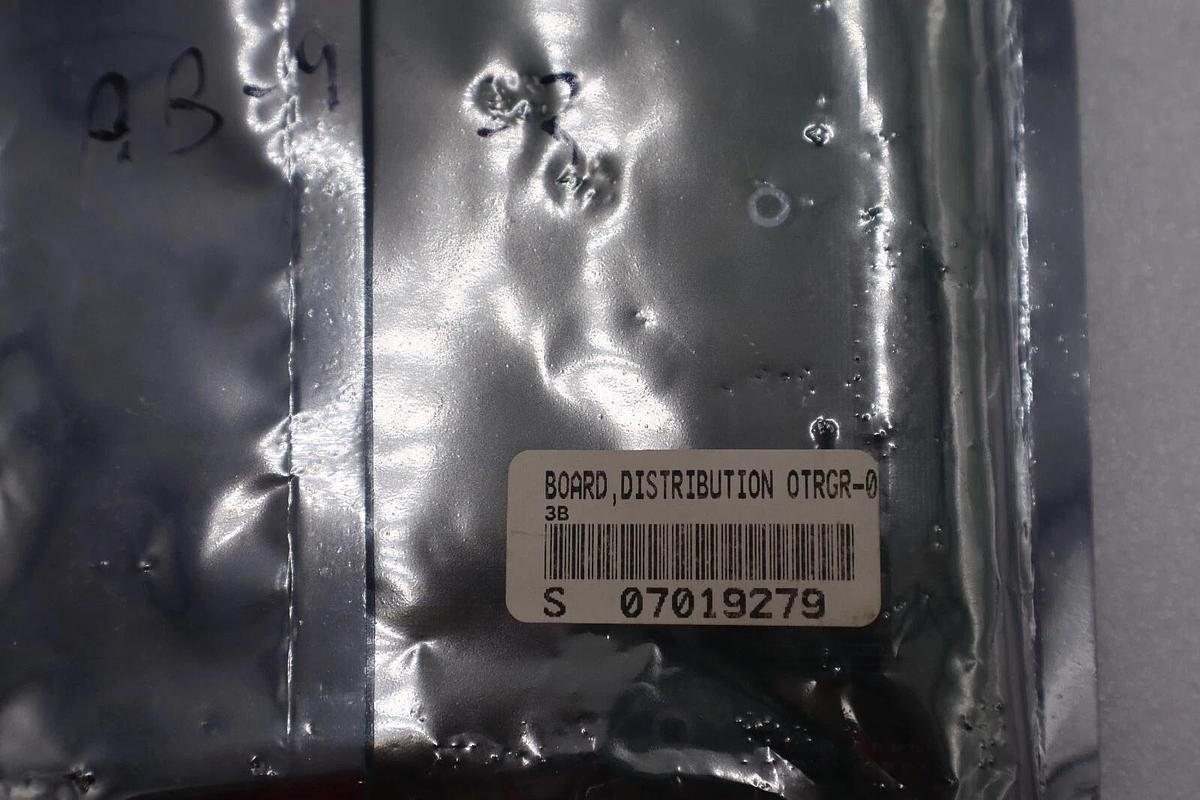 BOARD,DISTRIBUTION OTRGR-0
3B
S 07019279